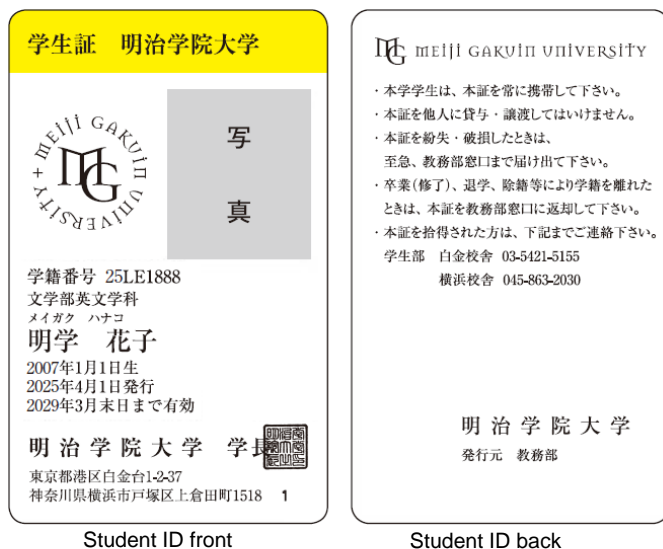 学生証　明治学院大学
MEIJI GAKUIN UNIVERSITY +
MG
写
真
学籍番号 25LE1888
文学部英文学科
メイガク　ハナコ
明学　花子
2007年1月1日生
2025年4月1日発行
2029年3月末日まで有効
明治学院大学 学長
東京都港区白金台1-2-37
神奈川県横浜市戸塚区上倉田町1518　1
Student ID front
MG MEIJI GAKUIN UNIVERSITY
・本学学生は、本証を常に携帯して下さい。
・本証を他人に貸与・譲渡してはいけません。
・本証を紛失・破損したときは、
至急、教務部窓口まで届け出て下さい。
・卒業(修了)、退学、除籍等により学籍を離れた
ときは、本証を教務部窓口に返却して下さい。
・本証を拾得された方は、下記までご連絡下さい。
学生部　白金校舎　03-5421-5155
横浜校舎　045-863-2030
明治学院大学
発行元　教務部
Student ID back